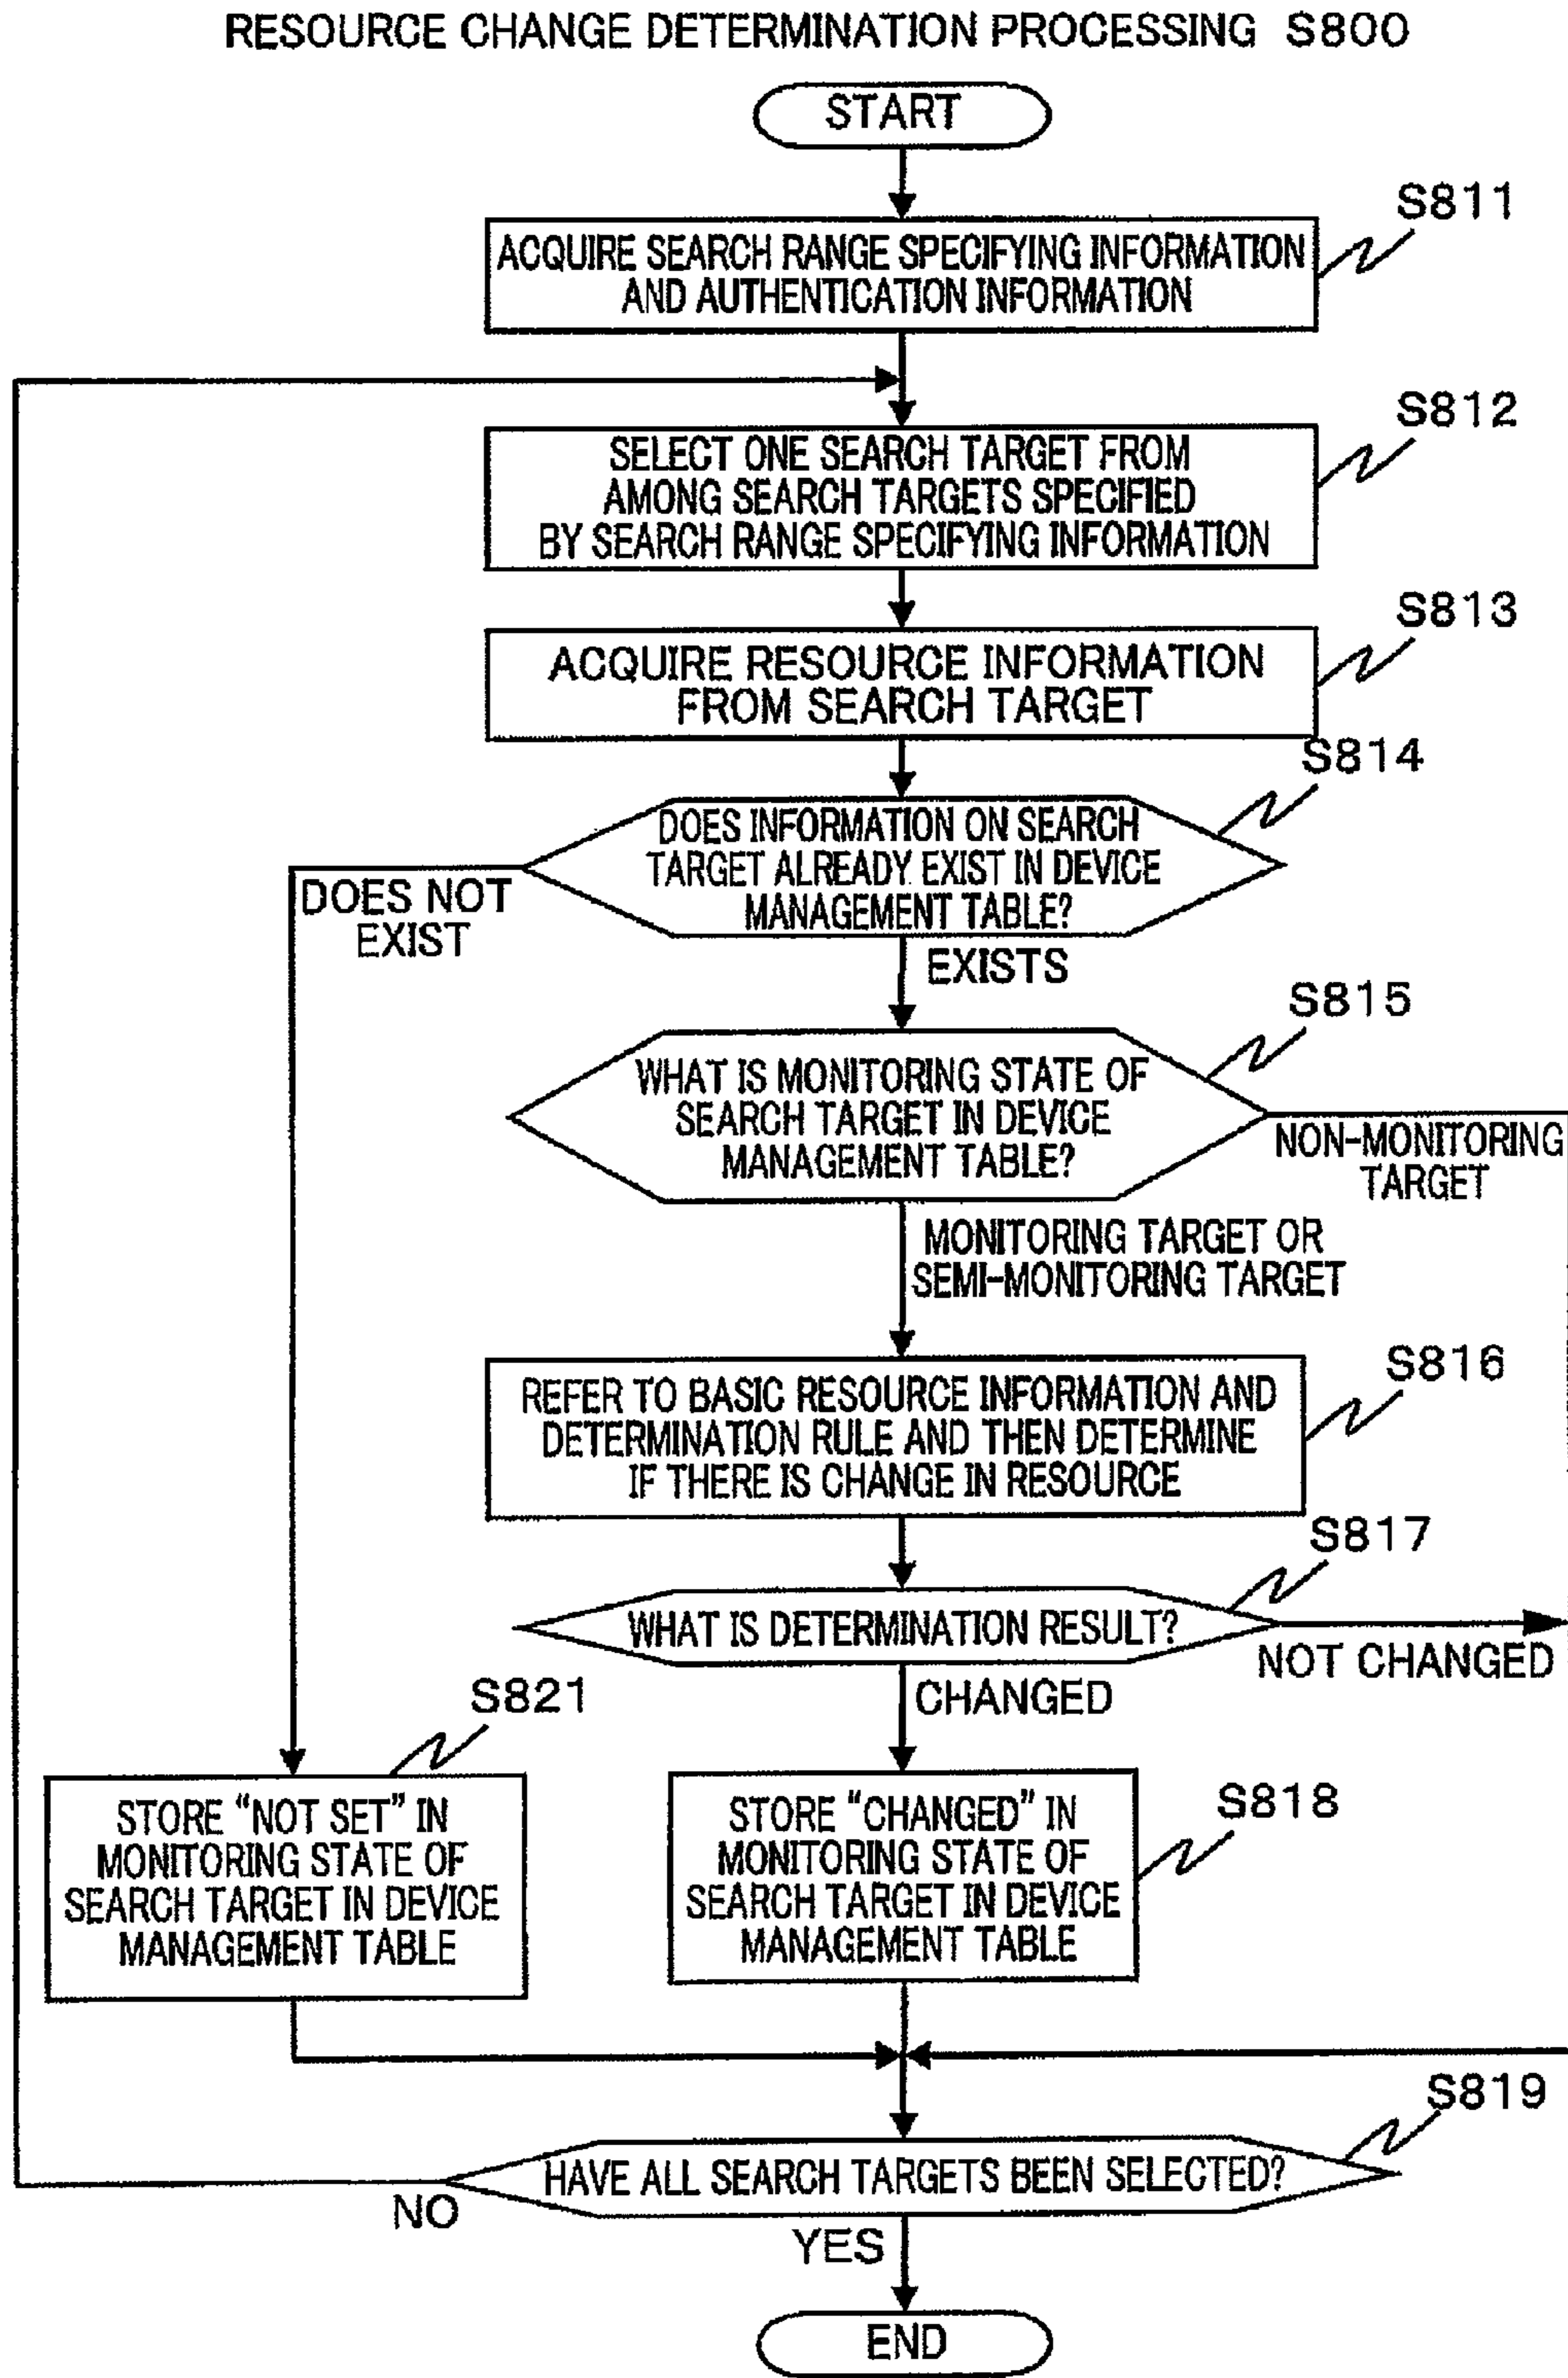 RESOURCE CHANGE DETERMINATION PROCESSING S800
START
S811
ACQUIRE SEARCH RANGE SPECIFYING INFORMATION
AND AUTHENTICATION INFORMATION
S812
SELECT ONE SEARCH TARGET FROM
AMONG SEARCH TARGETS SPECIFIED
BY SEARCH RANGE SPECIFYING INFORMATION
S813
ACQUIRE RESOURCE INFORMATION
FROM SEARCH TARGET
S814
DOES INFORMATION ON SEARCH
TARGET ALREADY EXIST IN DEVICE
MANAGEMENT TABLE?
DOES NOT
EXIST
EXISTS
S815
WHAT IS MONITORING STATE OF
SEARCH TARGET IN DEVICE
MANAGEMENT TABLE?
NON-MONITORING
TARGET
MONITORING TARGET OR
SEMI-MONITORING TARGET
S816
REFER TO BASIC RESOURCE INFORMATION AND
DETERMINATION RULE AND THEN DETERMINE
IF THERE IS CHANGE IN RESOURCE
S817
WHAT IS DETERMINATION RESULT?
NOT CHANGED
CHANGED
S821
STORE “NOT SET” IN
MONITORING STATE OF
SEARCH TARGET IN DEVICE
MANAGEMENT TABLE
S818
STORE “CHANGED” IN
MONITORING STATE OF
SEARCH TARGET IN DEVICE
MANAGEMENT TABLE
S819
HAVE ALL SEARCH TARGETS BEEN SELECTED?
NO
YES
END